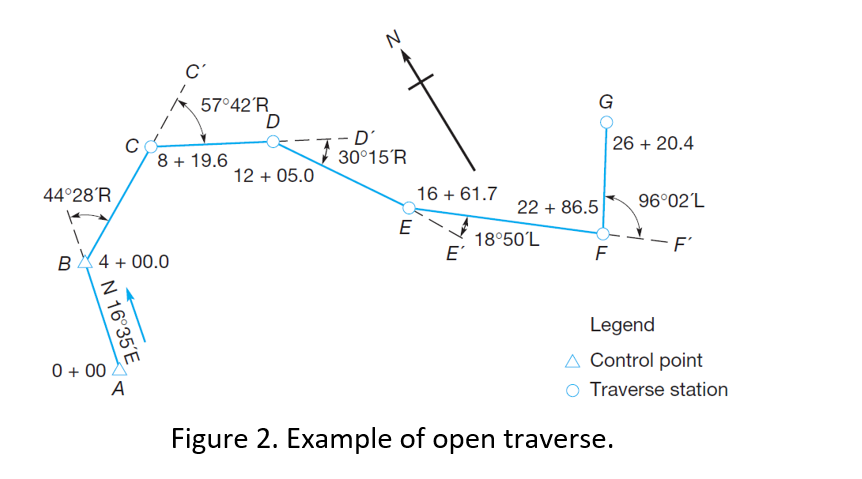 N
C′
57°42′R
D
G
C
D′
26 + 20.4
8 + 19.6
30°15′R
12 + 05.0
44°28′R
16 + 61.7
22 + 86.5
96°02′L
E
18°50′L
E′
F
F′
B
4 + 00.0
N 16°35′E
0 + 00
A
Legend
Control point
Traverse station
Figure 2. Example of open traverse.